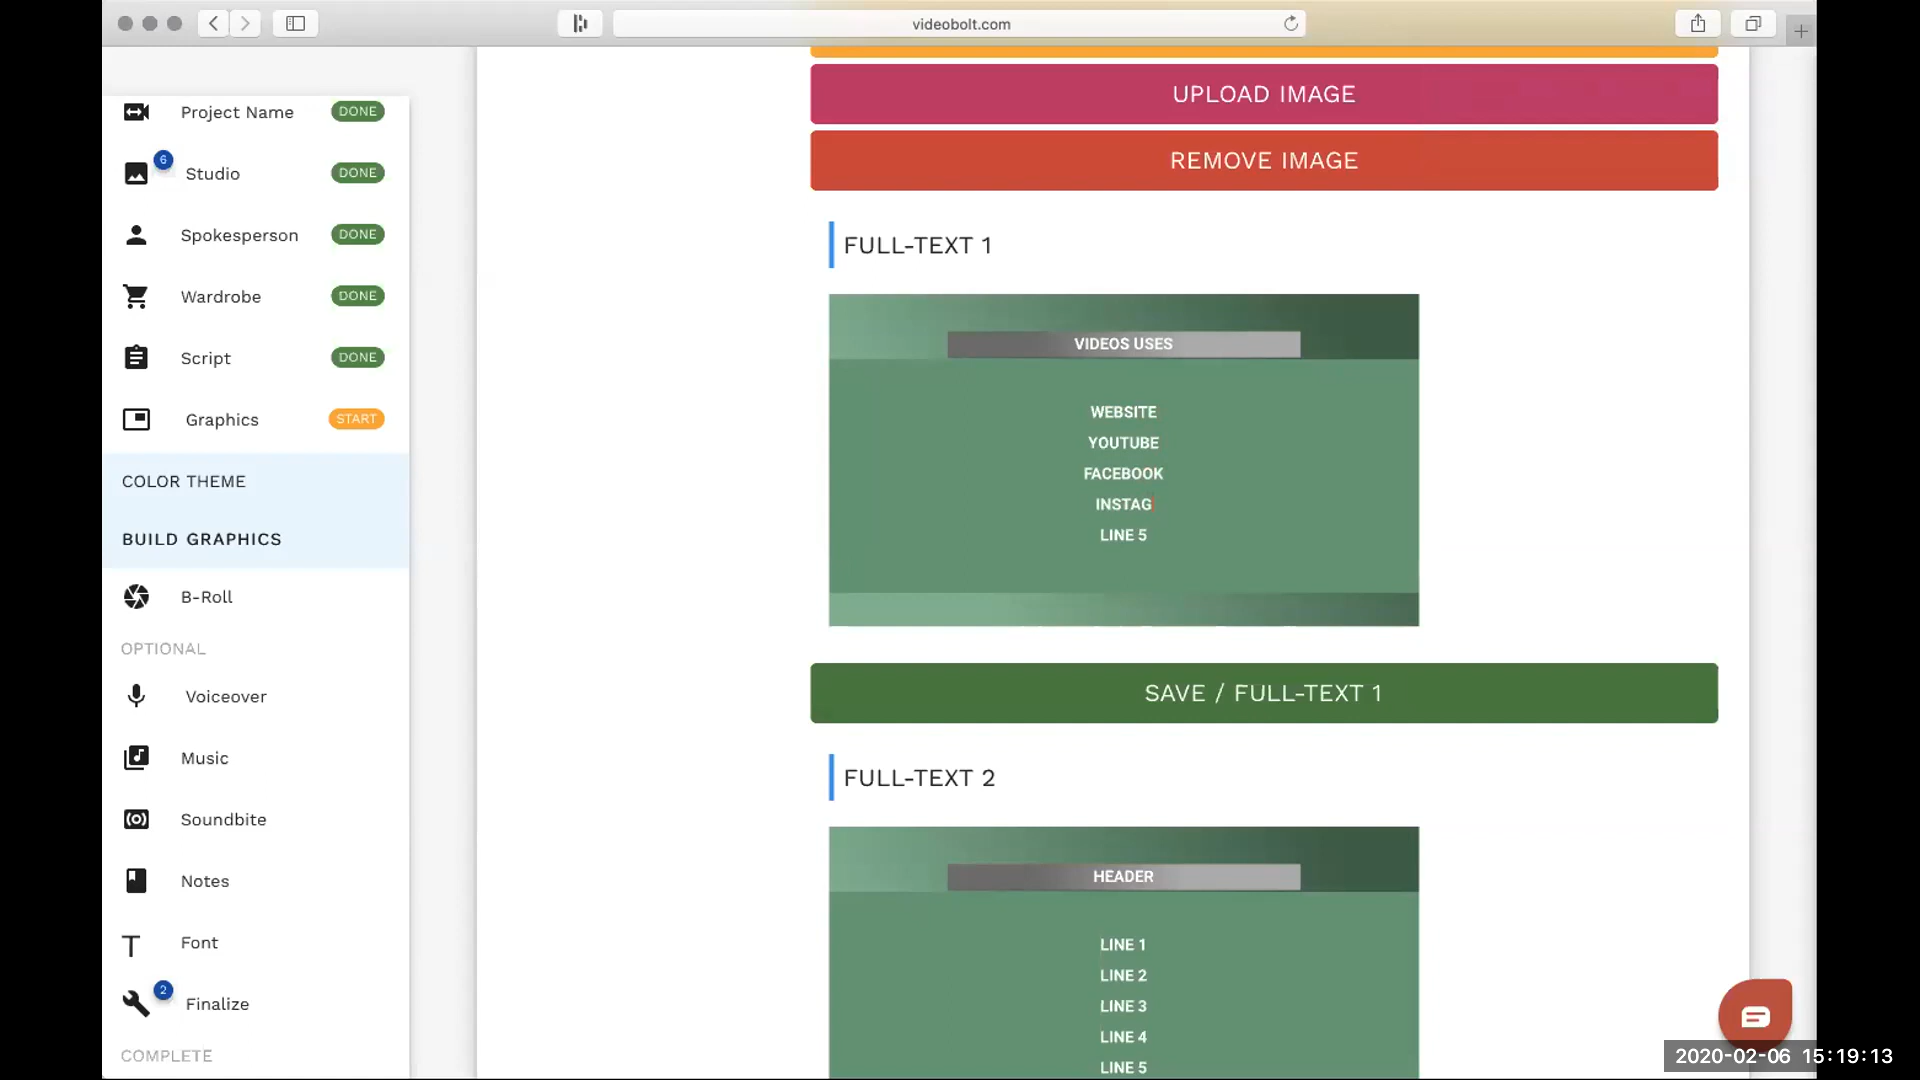 videobolt.com
Project Name DONE
6
Studio DONE
Spokesperson DONE
Wardrobe DONE
Script DONE
Graphics START
COLOR THEME
BUILD GRAPHICS
B-Roll
OPTIONAL
Voiceover
Music
Soundbite
Notes
Font
2
Finalize
COMPLETE
UPLOAD IMAGE
REMOVE IMAGE
FULL-TEXT 1
VIDEOS USES
WEBSITE
YOUTUBE
FACEBOOK
INSTAG
LINE 5
SAVE / FULL-TEXT 1
FULL-TEXT 2
HEADER
LINE 1
LINE 2
LINE 3
LINE 4
LINE 5
2020-02-06 15:19:13